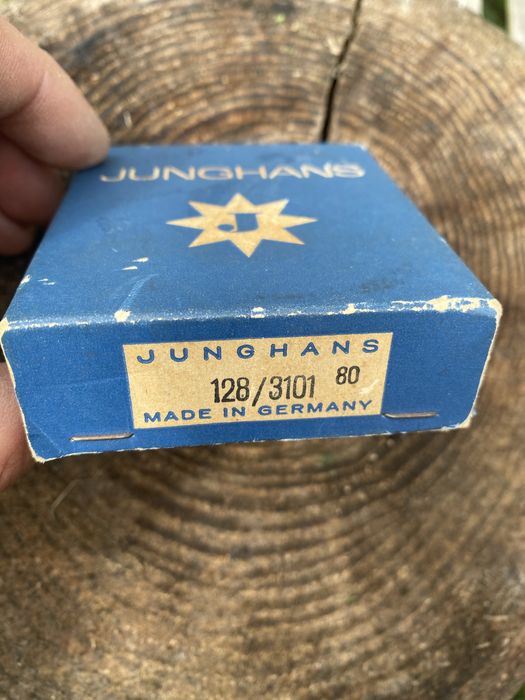 JUNGHANS
J
JUNGHANS
128/3101 80
MADE IN GERMANY